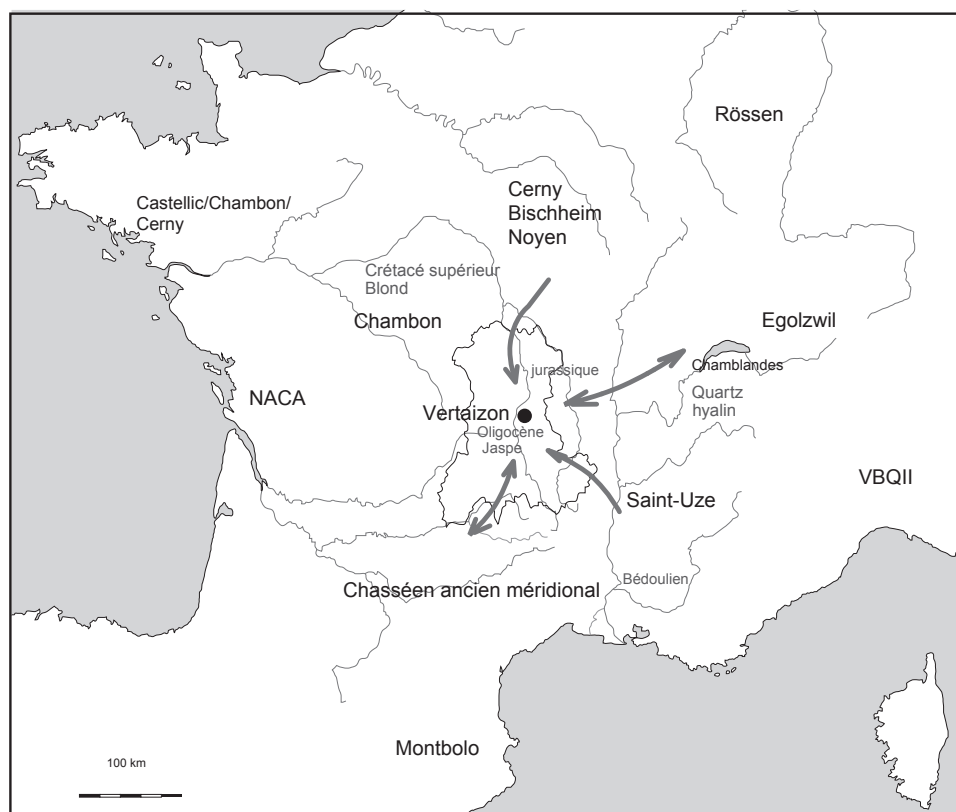 Rössen
Castellic/Chambon/
Cerny
Cerny
Bischheim
Noyen
Crétacé supérieur
Blond
Chambon
Egolzwil
Chamblandes
jurassique
Quartz
hyalin
NACA
Vertaizon
Oligocène
Jaspe
VBQII
Saint-Uze
Bédoulien
Chasséen ancien méridional
Montbolo
100 km